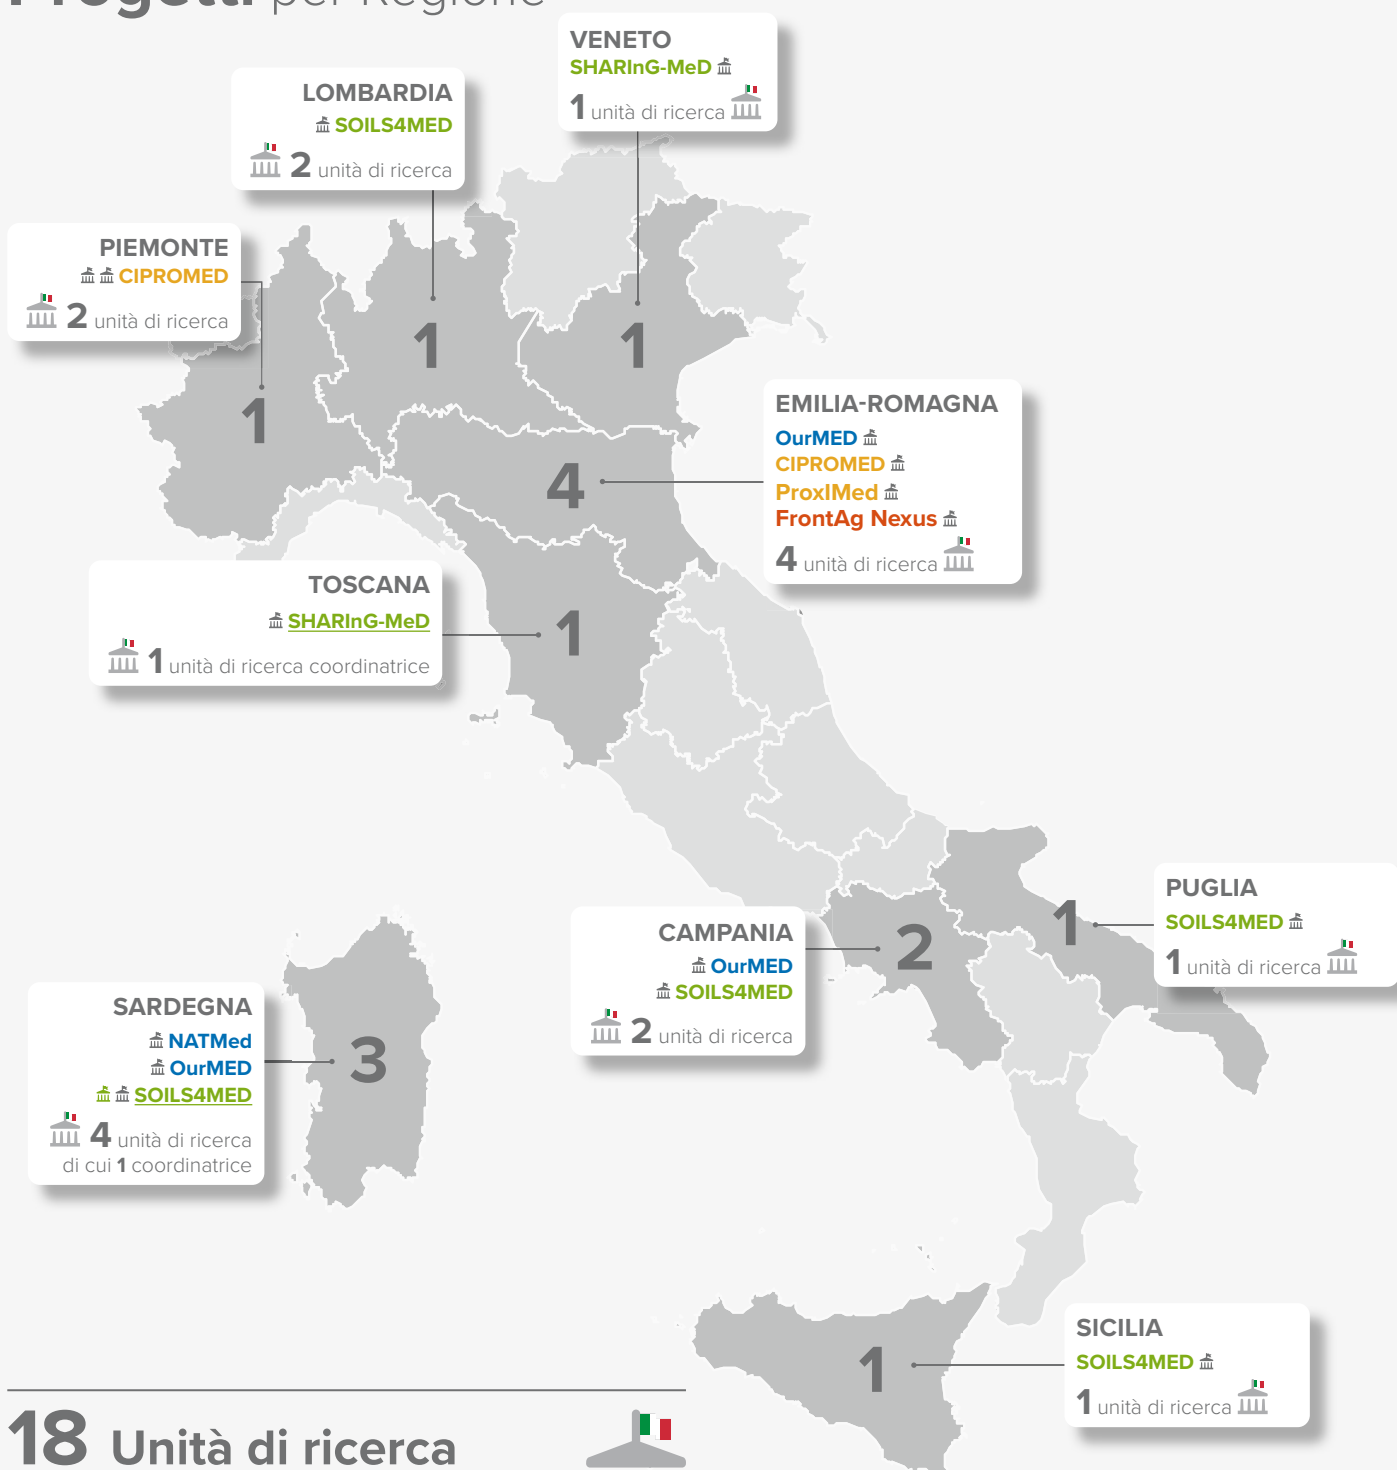 Progetti per Regione
VENETO
SHARInG-MeD
1 unità di ricerca
LOMBARDIA
SOILS4MED
2 unità di ricerca
PIEMONTE
CIPROMED
2 unità di ricerca
1
1
1
EMILIA-ROMAGNA
OurMED
CIPROMED
ProxIMed
FrontAg Nexus
4 unità di ricerca
4
TOSCANA
SHARInG-MeD
1 unità di ricerca coordinatrice
1
PUGLIA
SOILS4MED
1 unità di ricerca
1
CAMPANIA
OurMED
SOILS4MED
2 unità di ricerca
2
SARDEGNA
NATMed
OurMED
SOILS4MED
4 unità di ricerca
di cui 1 coordinatrice
3
SICILIA
SOILS4MED
1 unità di ricerca
1
18 Unità di ricerca